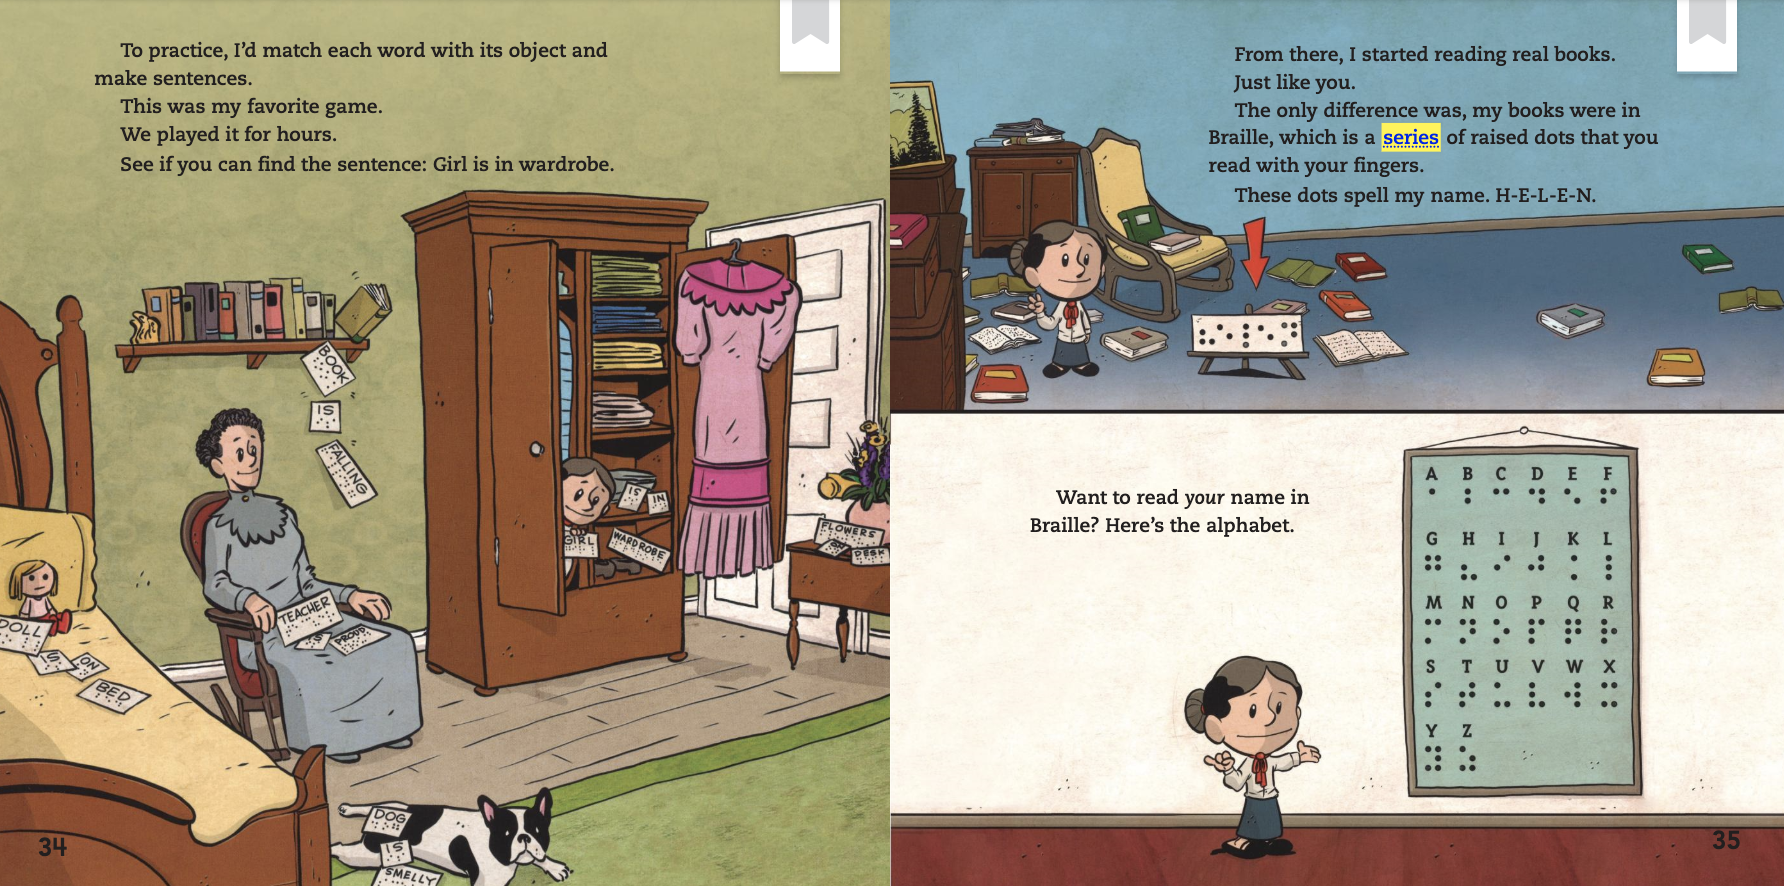 To practice, I’d match each word with its object and
make sentences.
This was my favorite game.
We played it for hours.
See if you can find the sentence: Girl is in wardrobe.
BOOK
IS
FALLING
IS
IN
GIRL
WARDROBE
FLOWERS
DESK
TEACHER
IS
PROUD
DOLL
IS
ON
BED
DOG
IS
SMELLY
34
From there, I started reading real books.
Just like you.
The only difference was, my books were in
Braille, which is a series of raised dots that you
read with your fingers.
These dots spell my name. H-E-L-E-N.
Want to read your name in
Braille? Here’s the alphabet.
A B C D E F
G H I J K L
M N O P Q R
S T U V W X
Y Z
35